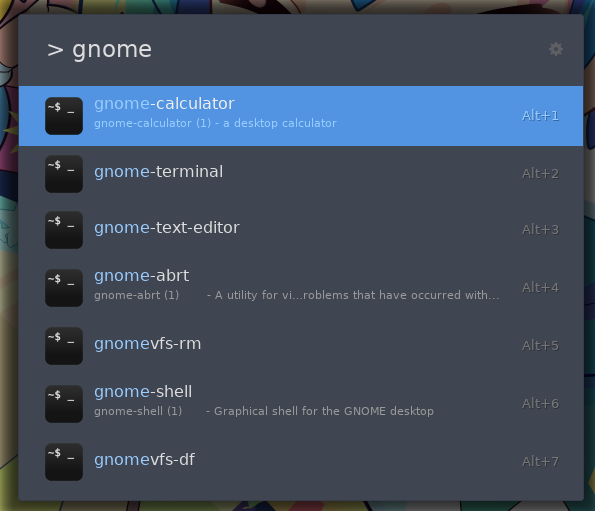 > gnome
~$ _ gnome-calculator
gnome-calculator (1) - a desktop calculator Alt+1
~$ _ gnome-terminal Alt+2
~$ _ gnome-text-editor Alt+3
~$ _ gnome-abrt
gnome-abrt (1) - A utility for vi...roblems that have occurred with... Alt+4
~$ _ gnomevfs-rm Alt+5
~$ _ gnome-shell
gnome-shell (1) - Graphical shell for the GNOME desktop Alt+6
~$ _ gnomevfs-df Alt+7